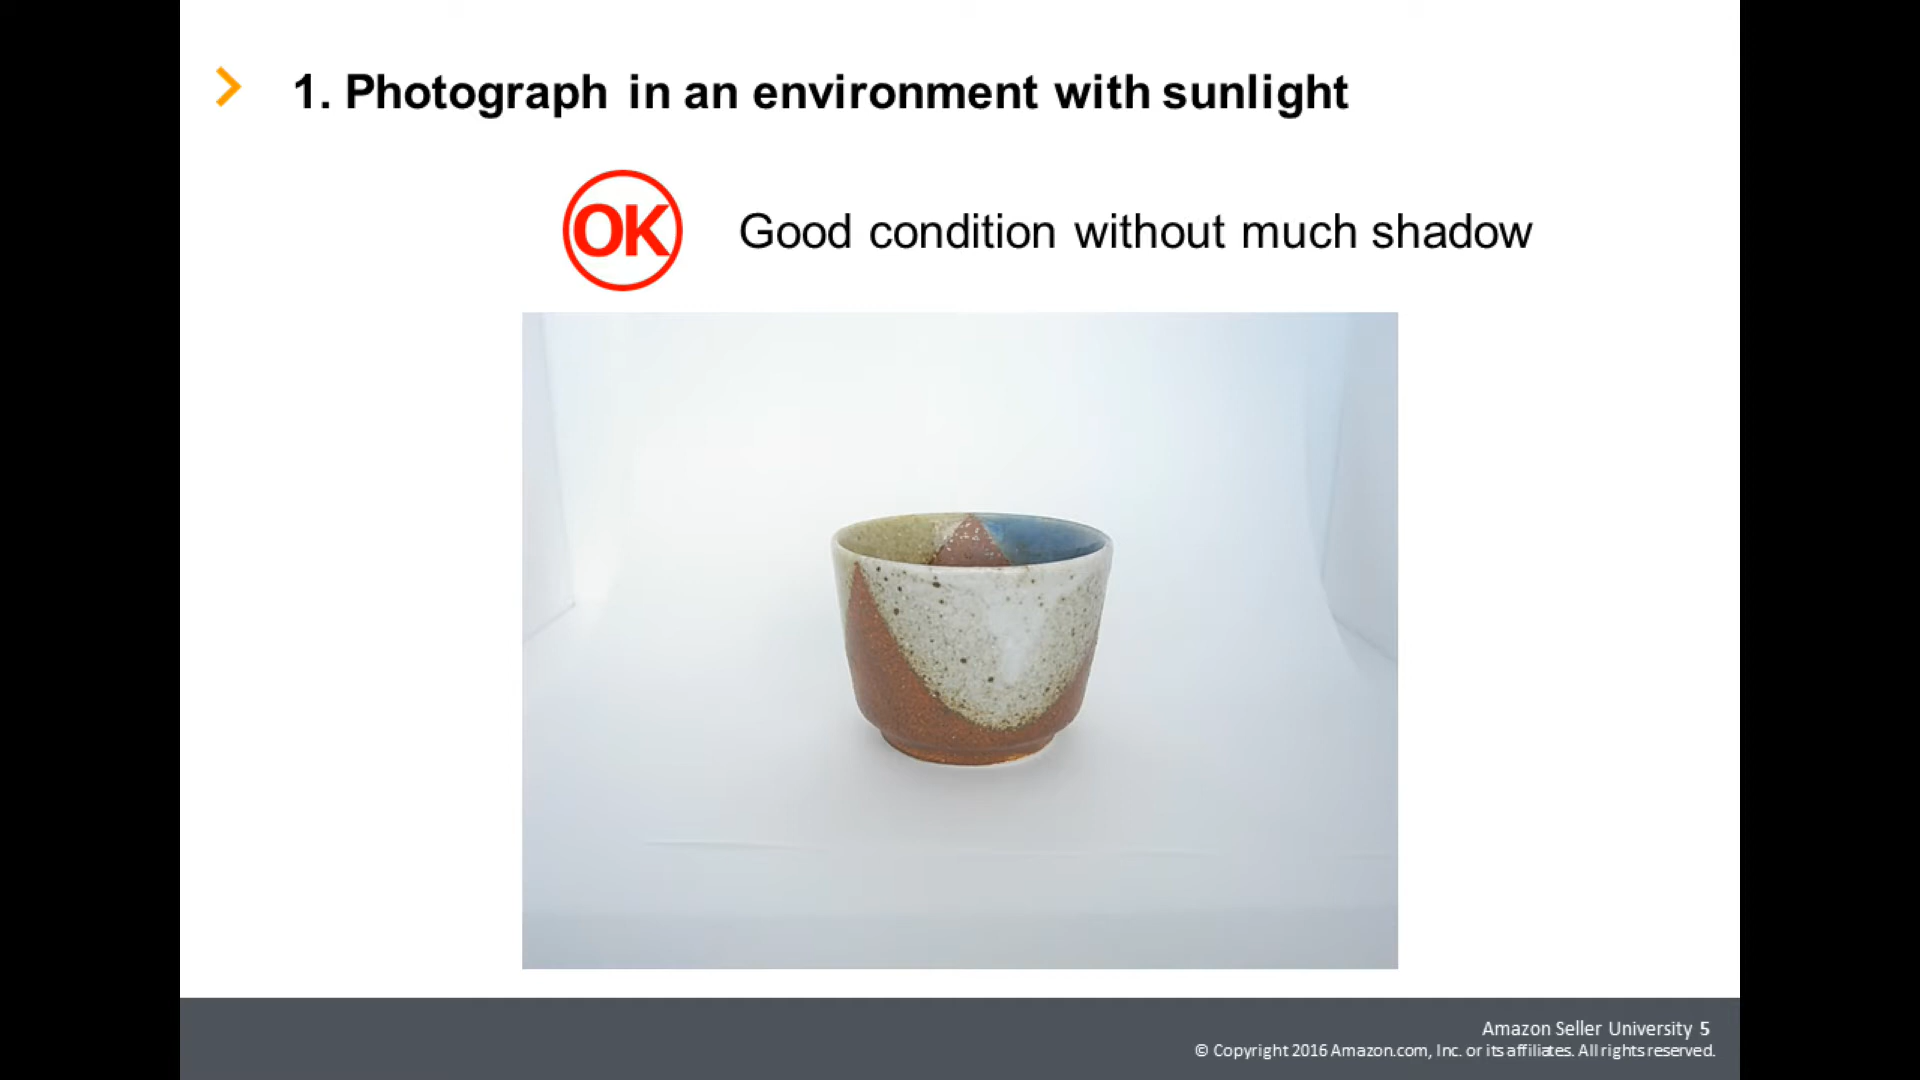 1. Photograph in an environment with sunlight
OK
Good condition without much shadow
Amazon Seller University 5
© Copyright 2016 Amazon.com, Inc. or its affiliates. All rights reserved.